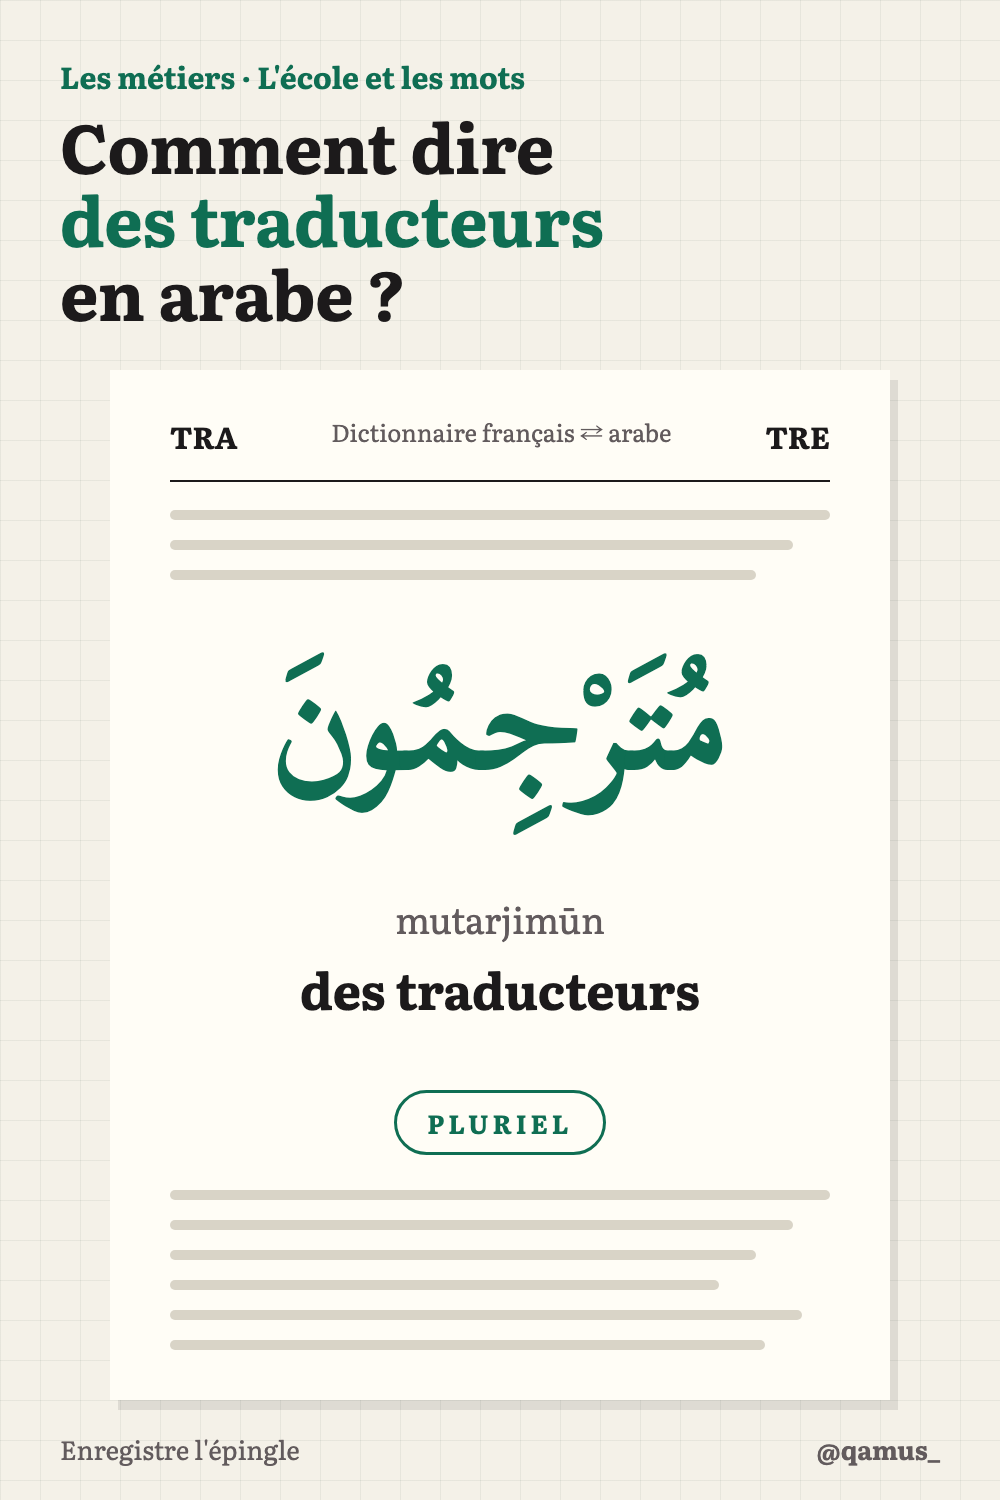 Les métiers · L'école et les mots
Comment dire
des traducteurs
en arabe ?
TRA Dictionnaire français ⇄ arabe TRE
مُتَرْجِمُونَ
mutarjimūn
des traducteurs
PLURIEL
Enregistre l'épingle @qamus_